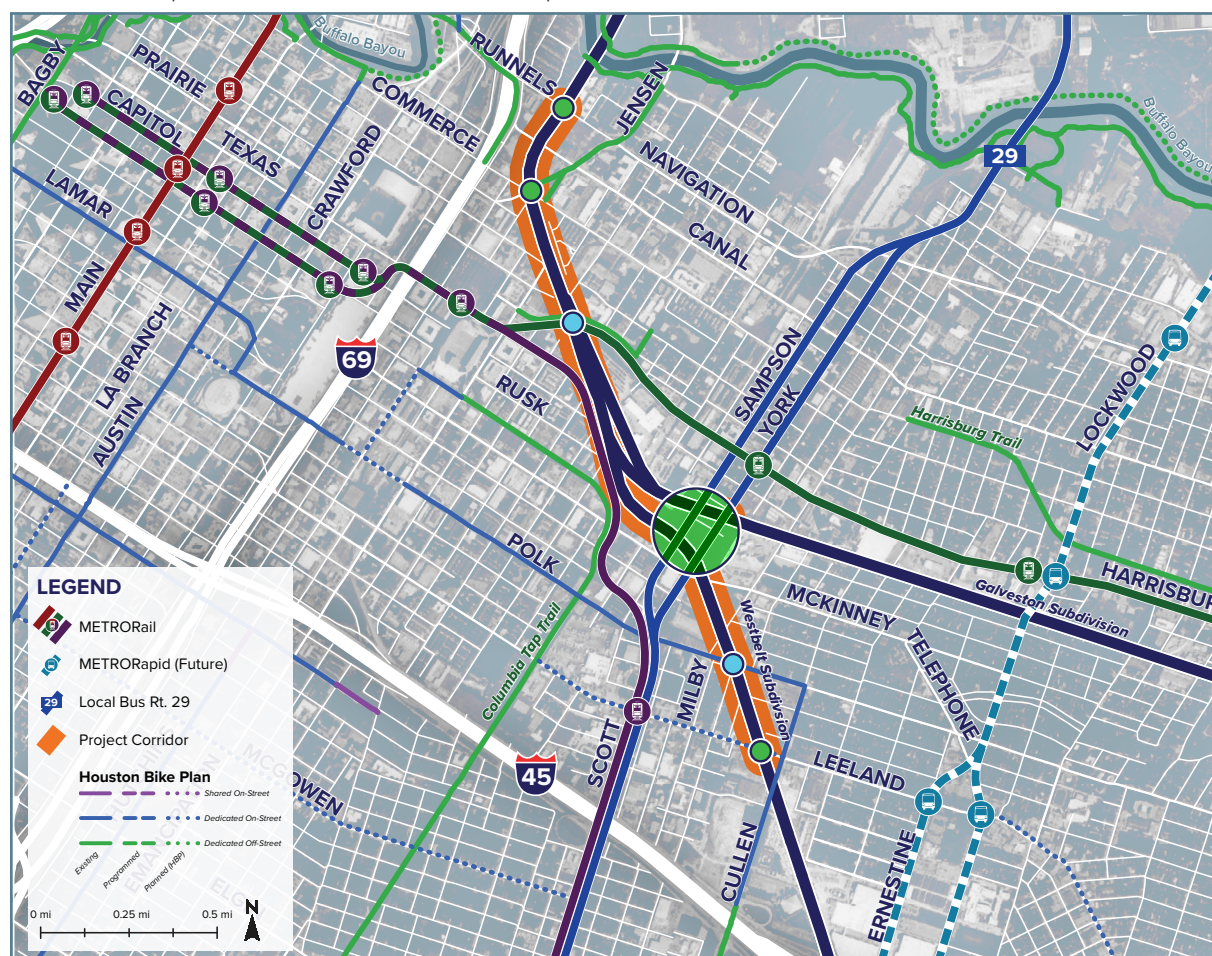 Buffalo Bayou
RUNNELS
BAGBY
PRAIRIE
COMMERCE
JENSEN
CAPITOL
TEXAS
CRAWFORD
NAVIGATION
Buffalo Bayou
29
LAMAR
CANAL
MAIN
LA BRANCH
69
SAMPSON
LOCKWOOD
RUSK
YORK
AUSTIN
Harrisburg Trail
POLK
HARRISBUR
Galveston Subdivision
MCKINNEY
Westbelt Subdivision
TELEPHONE
Columbia Tap Trail
MILBY
SCOTT
45
LEELAND
CULLEN
ERNESTINE
MCGOWEN
ELGIN
LEGEND
METRORail
METRORapid (Future)
29 Local Bus Rt. 29
Project Corridor
Houston Bike Plan
Shared On-Street
Dedicated On-Street
Dedicated Off-Street
Existing
Programmed
Planned (HBP)
0 mi 0.25 mi 0.5 mi N